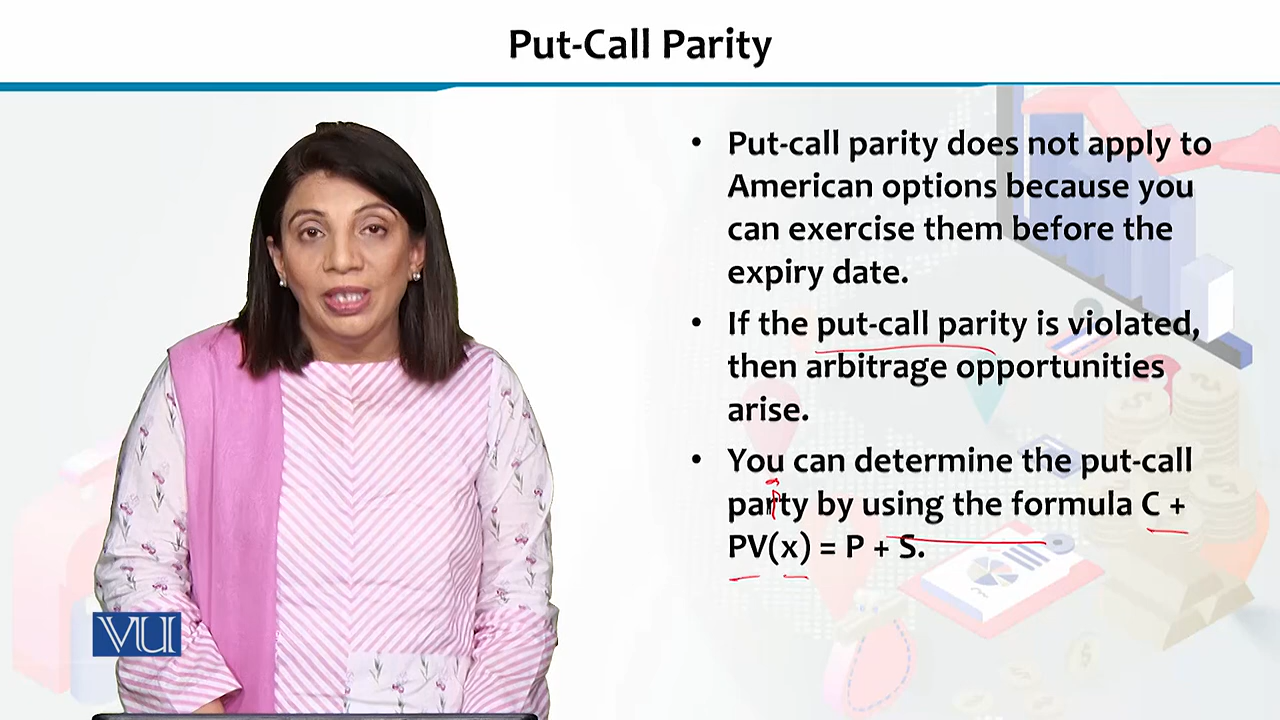 Put-Call Parity
• Put-call parity does not apply to
American options because you
can exercise them before the
expiry date.
• If the put-call parity is violated,
then arbitrage opportunities
arise.
• You can determine the put-call
party by using the formula C +
PV(x) = P + S.
VU